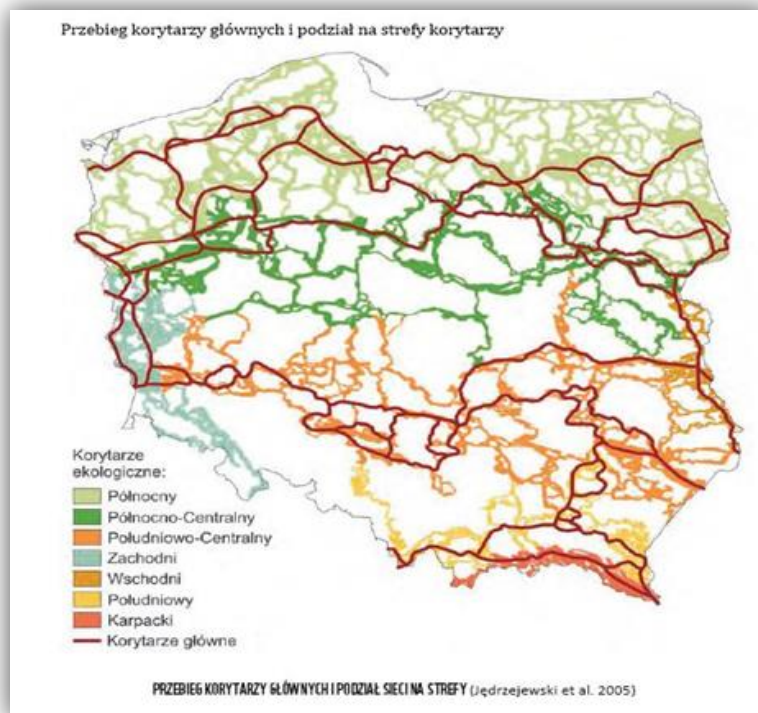 Przebieg korytarzy głównych i podział na strefy korytarzy
Korytarze
ekologiczne:
Północny
Północno-Centralny
Południowo-Centralny
Zachodni
Wschodni
Południowy
Karpacki
Korytarze główne
PRZEBIEG KORYTARZY GŁÓWNYCH I PODZIAŁ SIECI NA STREFY (Jędrzejewski et al. 2005)